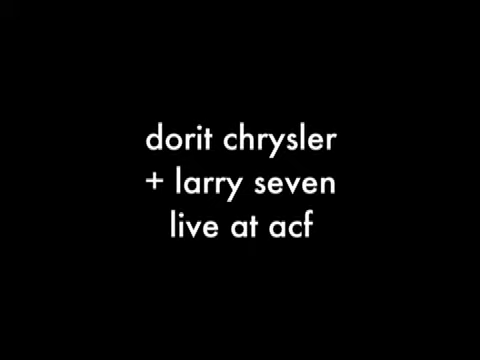 dorit chrysler
+ larry seven
live at acf